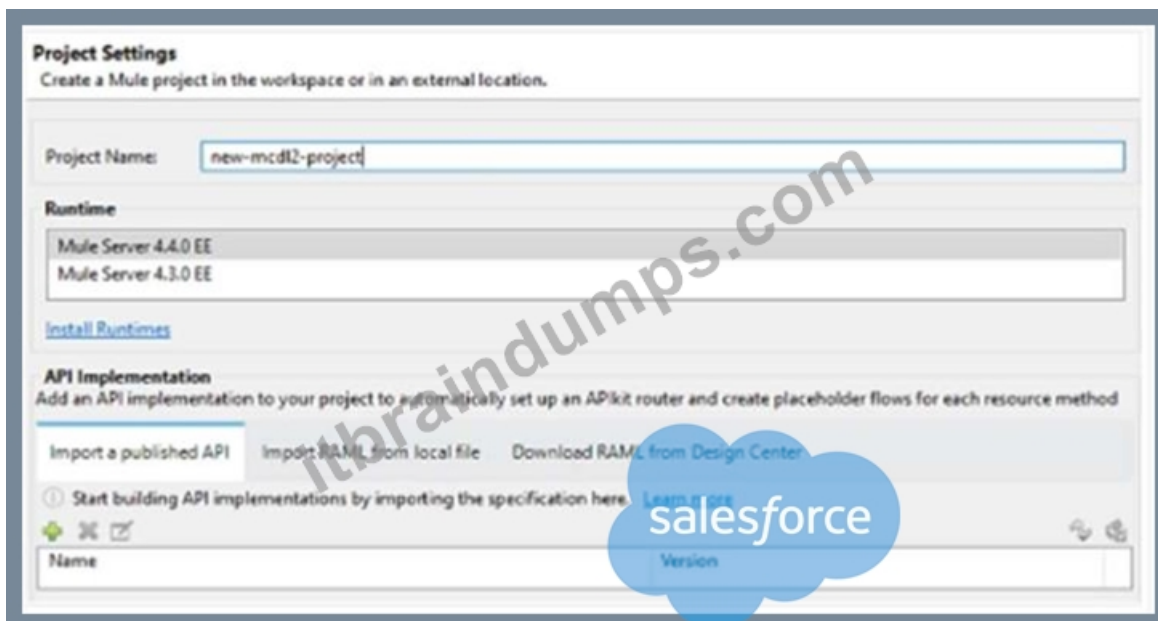 Project Settings
Create a Mule project in the workspace or in an external location.
Project Name: new-mcdl2-project
Runtime
Mule Server 4.4.0 EE
Mule Server 4.3.0 EE
Install Runtimes
API Implementation
Add an API implementation to your project to automatically set up an APIkit router and create placeholder flows for each resource method
Import a published API Import RAML from local file Download RAML from Design Center
Start building API implementations by importing the specification here. Learn more
Name Version
itbraindumps.com
salesforce